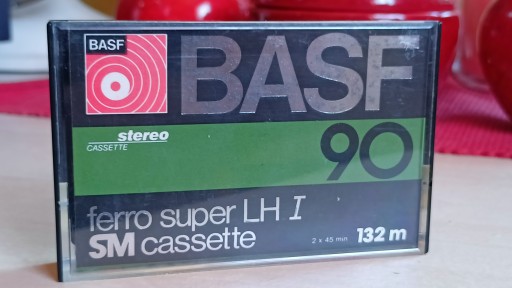 BASF
BASF
stereo
CASSETTE
90
ferro super LH I
SM cassette
2 x 45 min 132 m